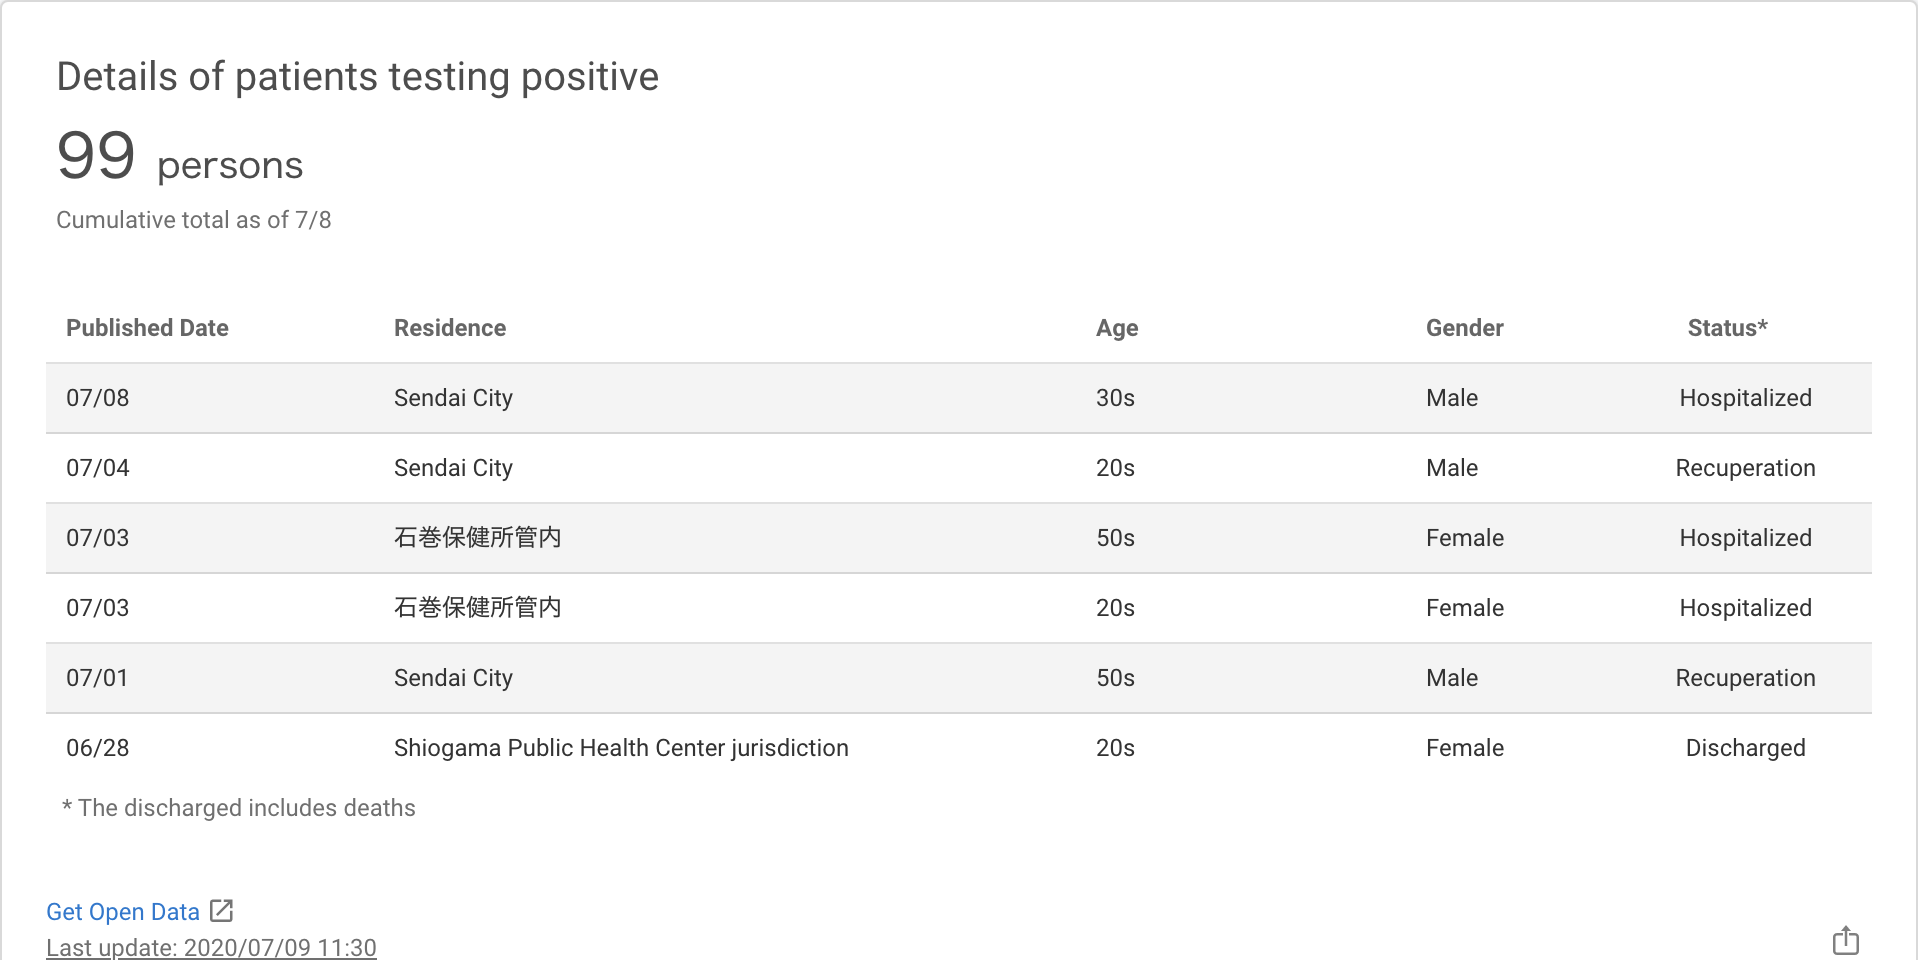 Details of patients testing positive
99 persons
Cumulative total as of 7/8
Published Date Residence Age Gender Status*
07/08 Sendai City 30s Male Hospitalized
07/04 Sendai City 20s Male Recuperation
07/03 石巻保健所管内 50s Female Hospitalized
07/03 石巻保健所管内 20s Female Hospitalized
07/01 Sendai City 50s Male Recuperation
06/28 Shiogama Public Health Center jurisdiction 20s Female Discharged
* The discharged includes deaths
Get Open Data
Last update: 2020/07/09 11:30